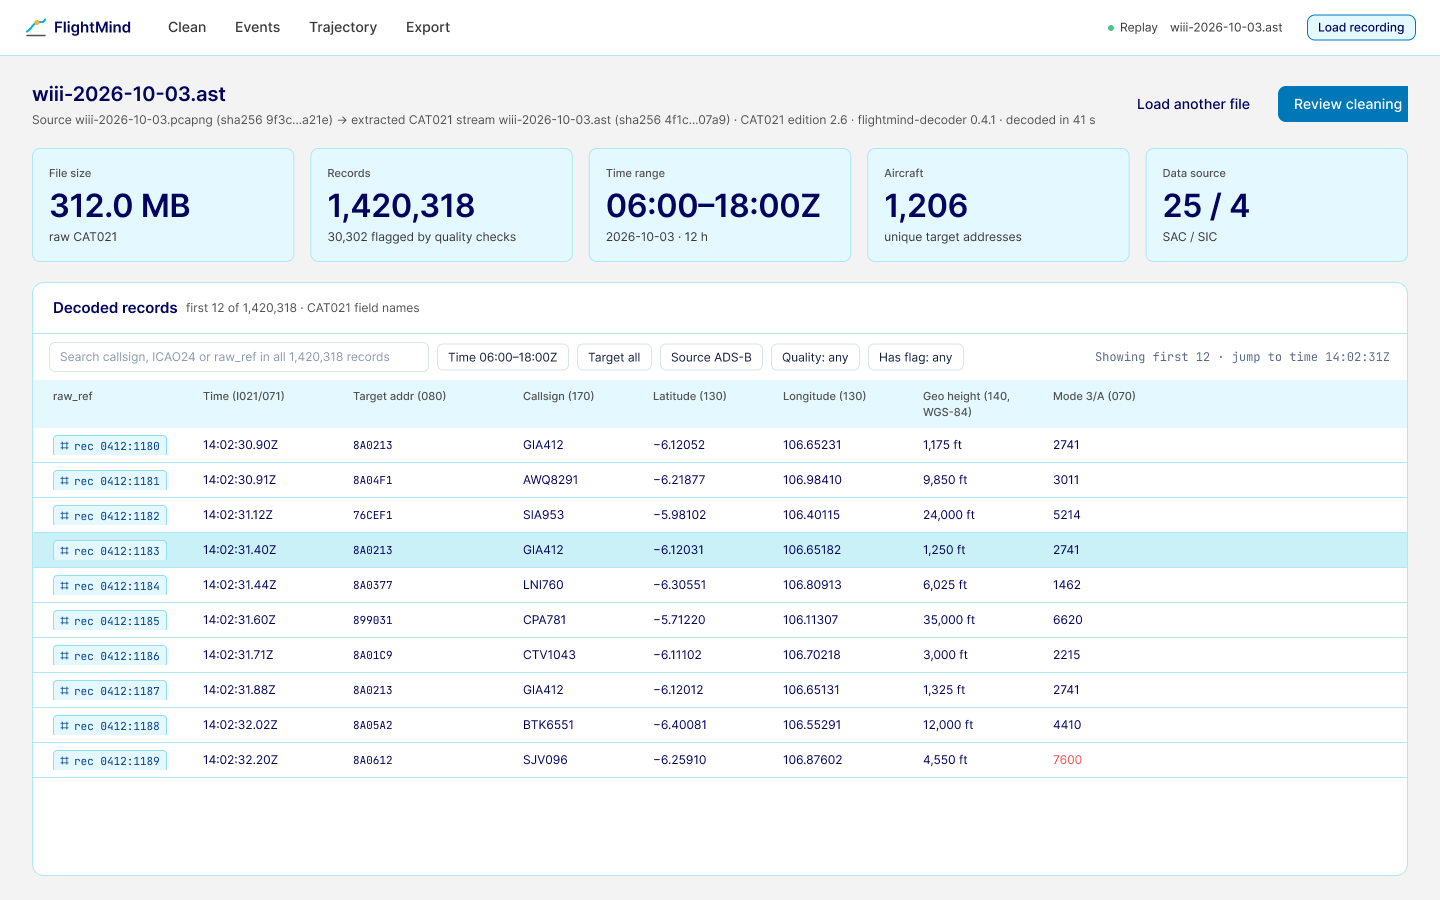 FlightMind Clean Events Trajectory Export Replay wiii-2026-10-03.ast Load recording
wiii-2026-10-03.ast
Source wiii-2026-10-03.pcapng (sha256 9f3c…a21e) → extracted CAT021 stream wiii-2026-10-03.ast (sha256 4f1c…07a9) · CAT021 edition 2.6 · flightmind-decoder 0.4.1 · decoded in 41 s
Load another file Review cleaning
File size
312.0 MB
raw CAT021
Records
1,420,318
30,302 flagged by quality checks
Time range
06:00–18:00Z
2026-10-03 · 12 h
Aircraft
1,206
unique target addresses
Data source
25 / 4
SAC / SIC
Decoded records first 12 of 1,420,318 · CAT021 field names
Search callsign, ICAO24 or raw_ref in all 1,420,318 records Time 06:00–18:00Z Target all Source ADS-B Quality: any Has flag: any Showing first 12 · jump to time 14:02:31Z
raw_ref Time (I021/071) Target addr (080) Callsign (170) Latitude (130) Longitude (130) Geo height (140, WGS-84) Mode 3/A (070)
# rec 0412:1180 14:02:30.90Z 8A0213 GIA412 −6.12052 106.65231 1,175 ft 2741
# rec 0412:1181 14:02:30.91Z 8A04F1 AWQ8291 −6.21877 106.98410 9,850 ft 3011
# rec 0412:1182 14:02:31.12Z 76CEF1 SIA953 −5.98102 106.40115 24,000 ft 5214
# rec 0412:1183 14:02:31.40Z 8A0213 GIA412 −6.12031 106.65182 1,250 ft 2741
# rec 0412:1184 14:02:31.44Z 8A0377 LNI760 −6.30551 106.80913 6,025 ft 1462
# rec 0412:1185 14:02:31.60Z 899031 CPA781 −5.71220 106.11307 35,000 ft 6620
# rec 0412:1186 14:02:31.71Z 8A01C9 CTV1043 −6.11102 106.70218 3,000 ft 2215
# rec 0412:1187 14:02:31.88Z 8A0213 GIA412 −6.12012 106.65131 1,325 ft 2741
# rec 0412:1188 14:02:32.02Z 8A05A2 BTK6551 −6.40081 106.55291 12,000 ft 4410
# rec 0412:1189 14:02:32.20Z 8A0612 SJV096 −6.25910 106.87602 4,550 ft 7600